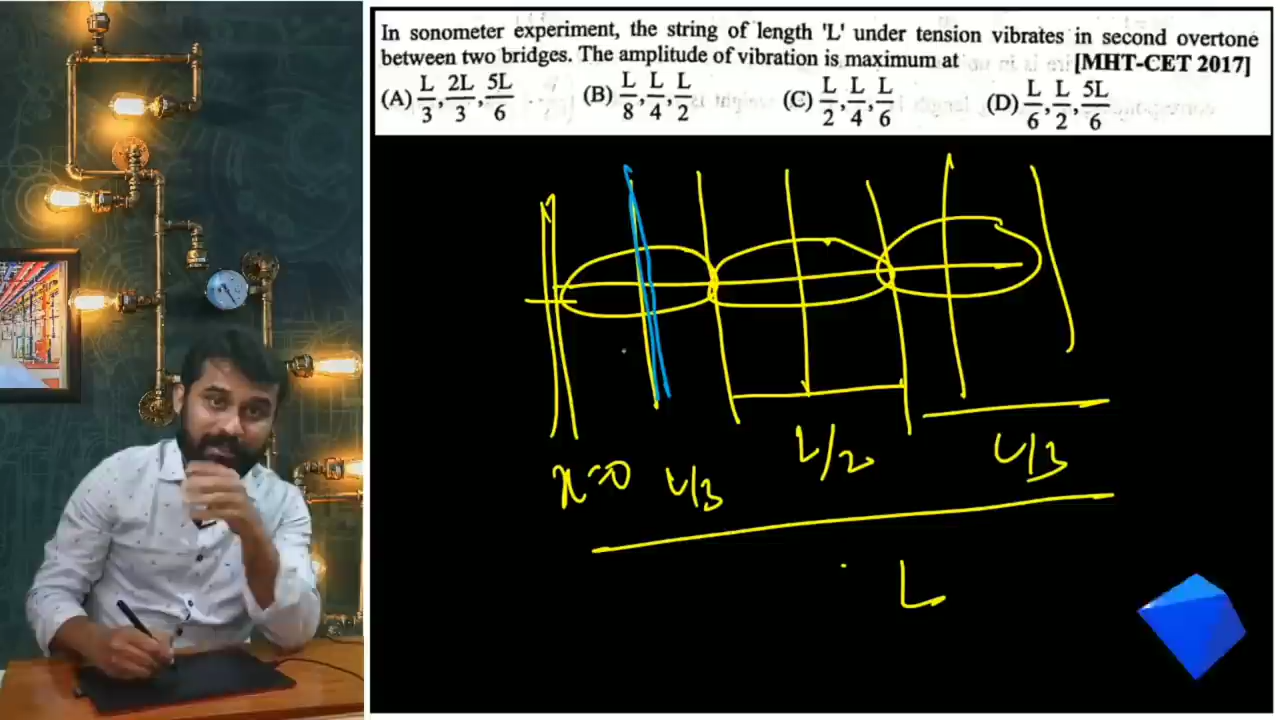 In sonometer experiment, the string of length 'L' under tension vibrates in second overtone
between two bridges. The amplitude of vibration is maximum at [MHT-CET 2017]
(A) L/3, 2L/3, 5L/6 (B) L/8, L/4, L/2 (C) L/2, L/4, L/6 (D) L/6, L/2, 5L/6
x=0 L/3 L/2 L/3
L